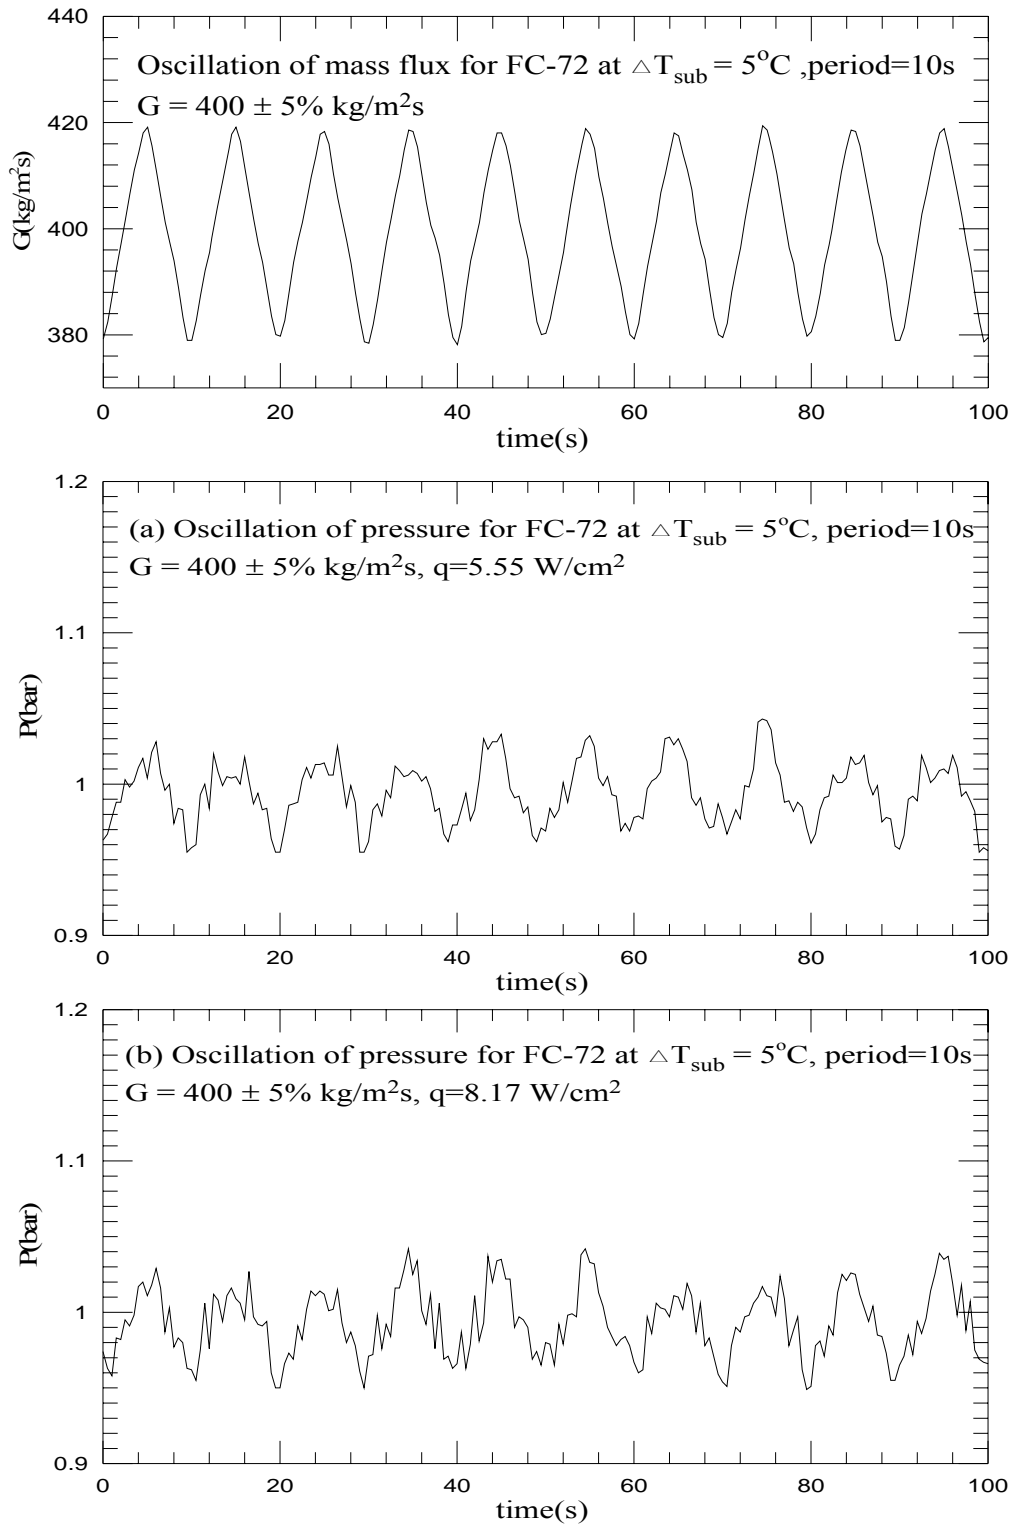 440
Oscillation of mass flux for FC-72 at △T_sub = 5°C ,period=10s
G = 400 ± 5% kg/m²s
420
G(kg/m²s)
400
380
0 20 40 60 80 100
time(s)
1.2
(a) Oscillation of pressure for FC-72 at △T_sub = 5°C, period=10s
G = 400 ± 5% kg/m²s, q=5.55 W/cm²
1.1
P(bar)
1
0.9
0 20 40 60 80 100
time(s)
1.2
(b) Oscillation of pressure for FC-72 at △T_sub = 5°C, period=10s
G = 400 ± 5% kg/m²s, q=8.17 W/cm²
1.1
P(bar)
1
0.9
0 20 40 60 80 100
time(s)